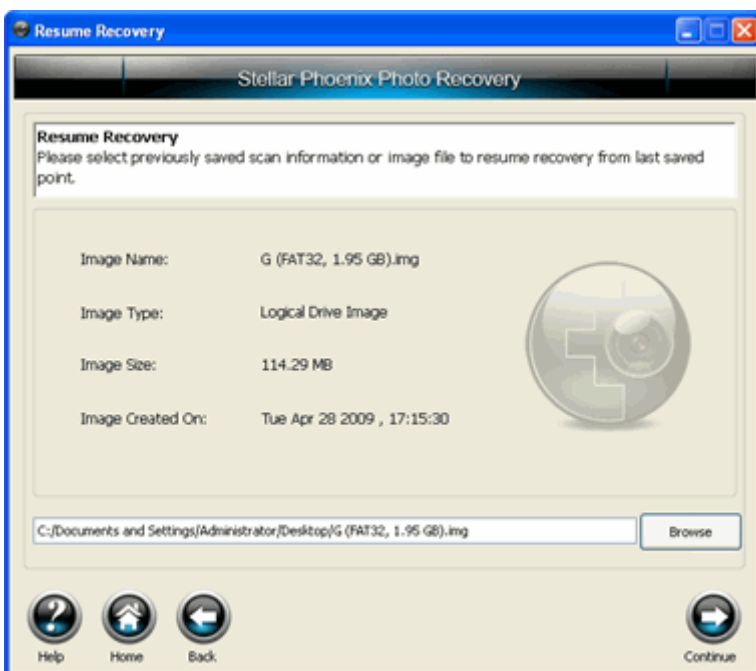 Resume Recovery
Stellar Phoenix Photo Recovery
Resume Recovery
Please select previously saved scan information or image file to resume recovery from last saved
point.
Image Name: G (FAT32, 1.95 GB).img
Image Type: Logical Drive Image
Image Size: 114.29 MB
Image Created On: Tue Apr 28 2009 , 17:15:30
C:/Documents and Settings/Administrator/Desktop/G (FAT32, 1.95 GB).img
Browse
Help Home Back Continue